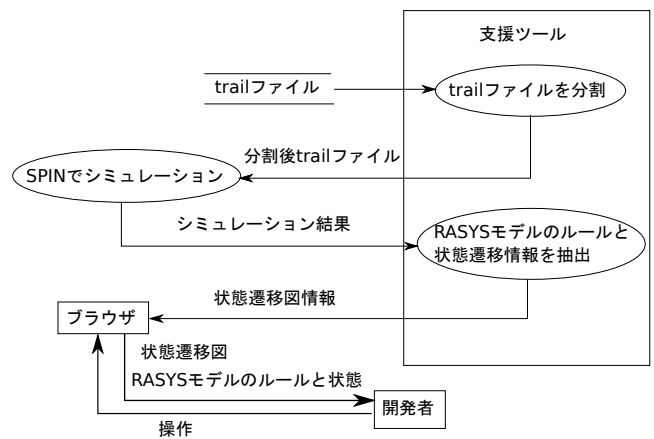 支援ツール
trailファイル
trailファイルを分割
分割後trailファイル
SPINでシミュレーション
シミュレーション結果
RASYSモデルのルールと
状態遷移情報を抽出
状態遷移図情報
ブラウザ
状態遷移図
RASYSモデルのルールと状態
開発者
操作